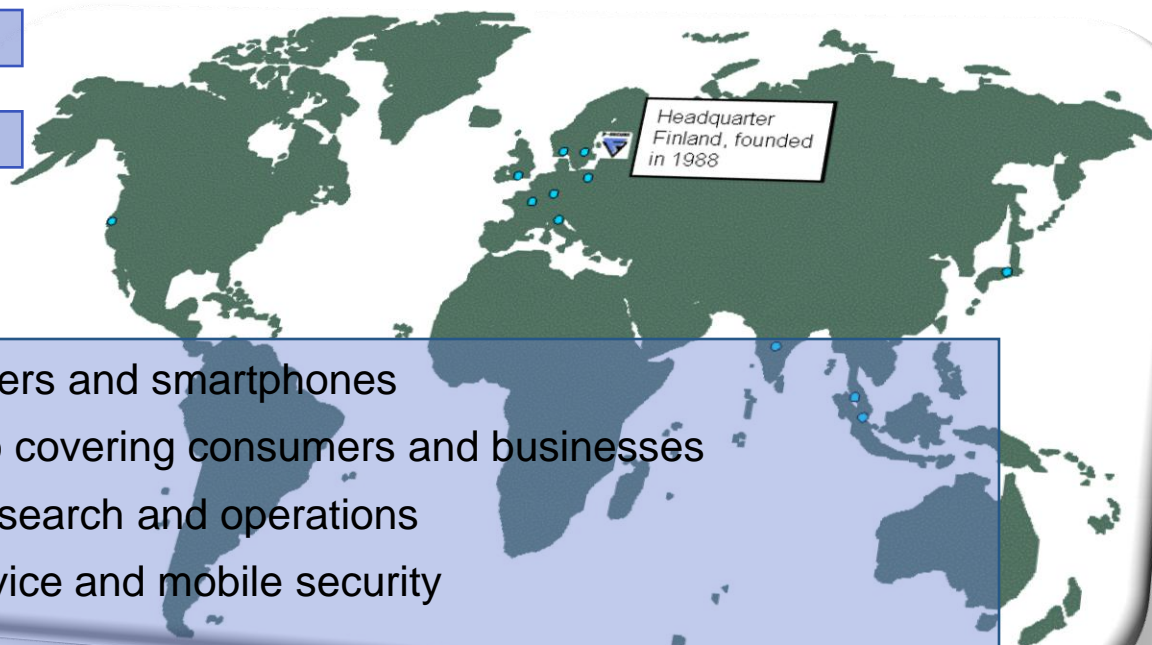 Headquarter
Finland, founded
in 1988
ers and smartphones
covering consumers and businesses
search and operations
vice and mobile security